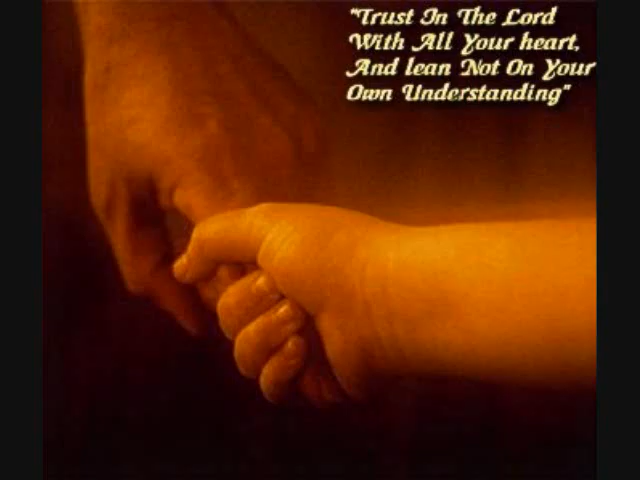 "Trust In The Lord
With All Your heart,
And lean Not On Your
Own Understanding"